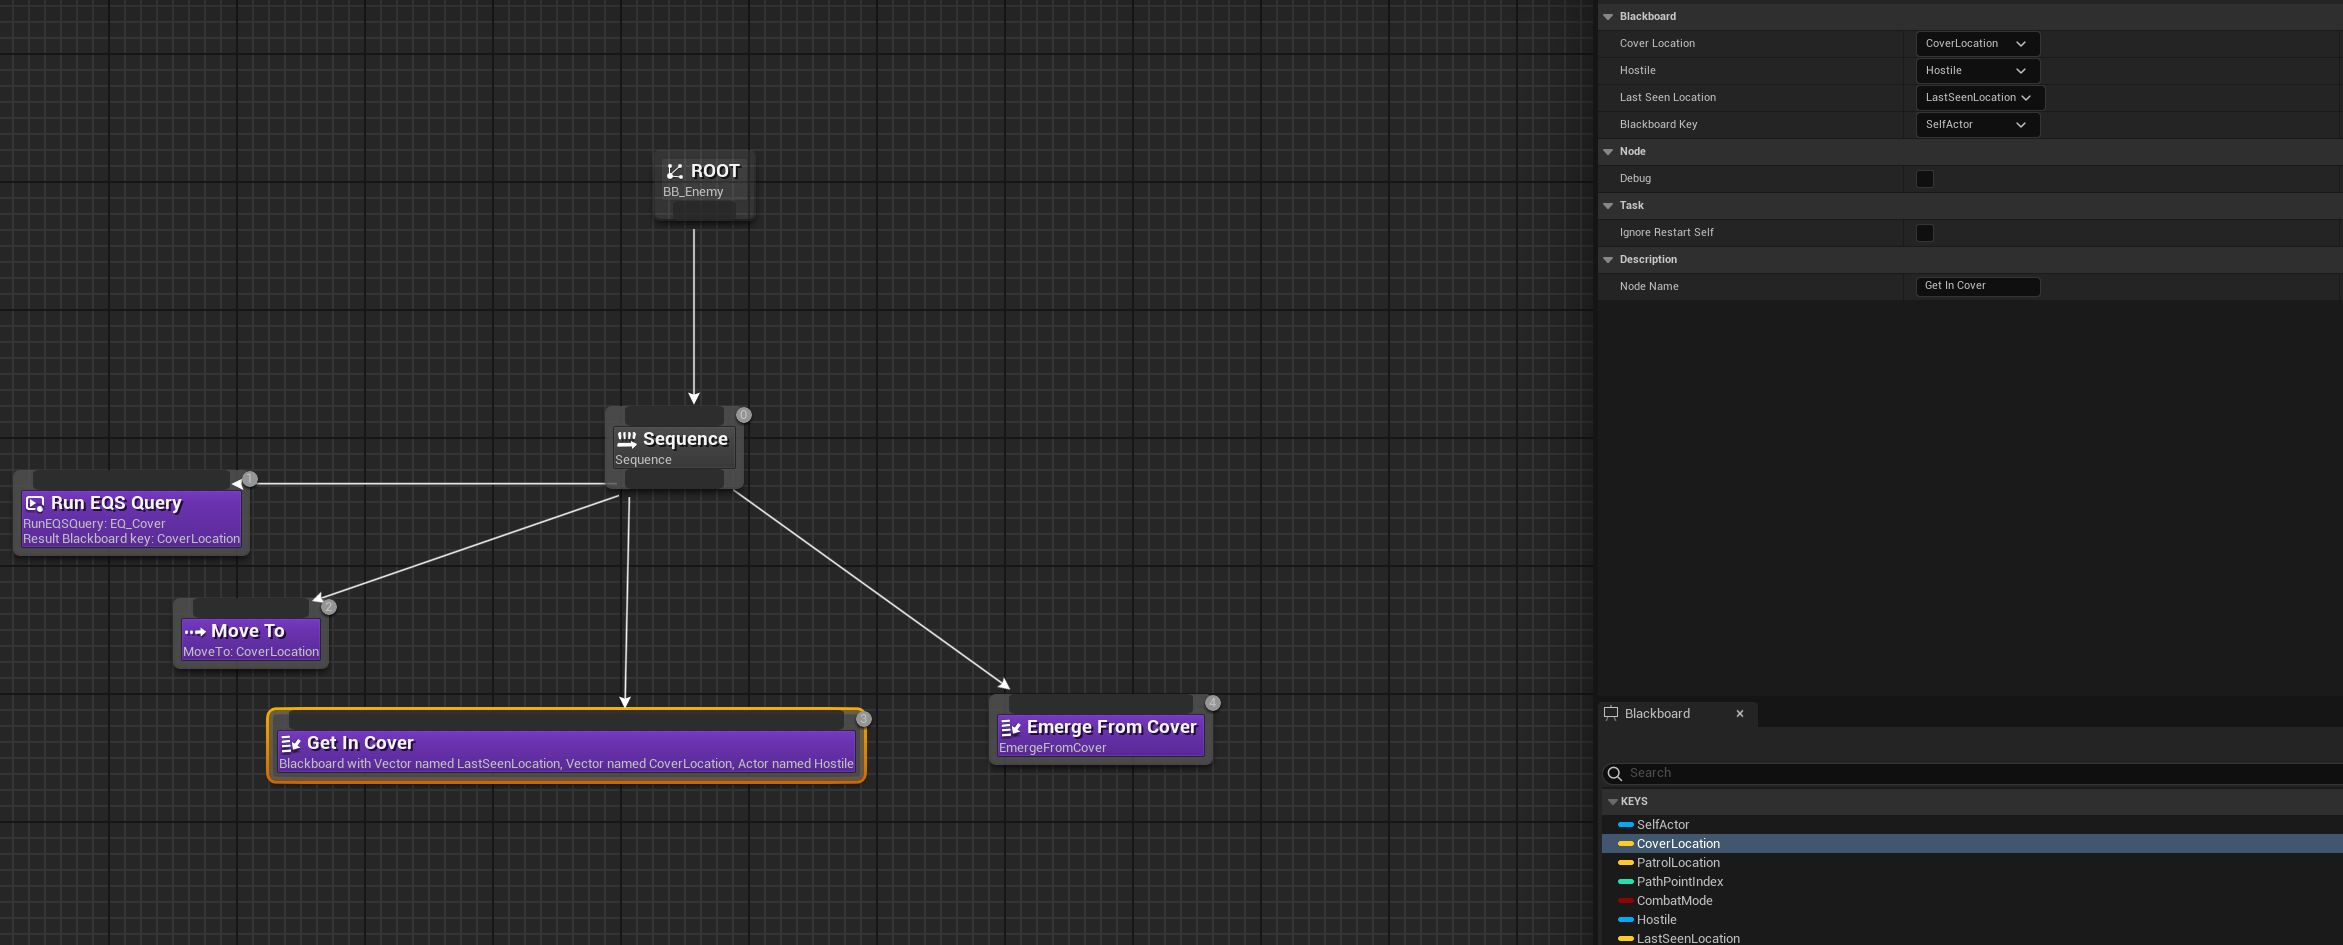 ROOT
BB_Enemy
0
Sequence
Sequence
1
Run EQS Query
RunEQSQuery: EQ_Cover
Result Blackboard key: CoverLocation
2
Move To
MoveTo: CoverLocation
3
Get In Cover
Blackboard with Vector named LastSeenLocation, Vector named CoverLocation, Actor named Hostile
4
Emerge From Cover
EmergeFromCover
Blackboard
Cover Location CoverLocation
Hostile Hostile
Last Seen Location LastSeenLocation
Blackboard Key SelfActor
Node
Debug
Task
Ignore Restart Self
Description
Node Name Get In Cover
Blackboard ×
Search
KEYS
SelfActor
CoverLocation
PatrolLocation
PathPointIndex
CombatMode
Hostile
LastSeenLocation